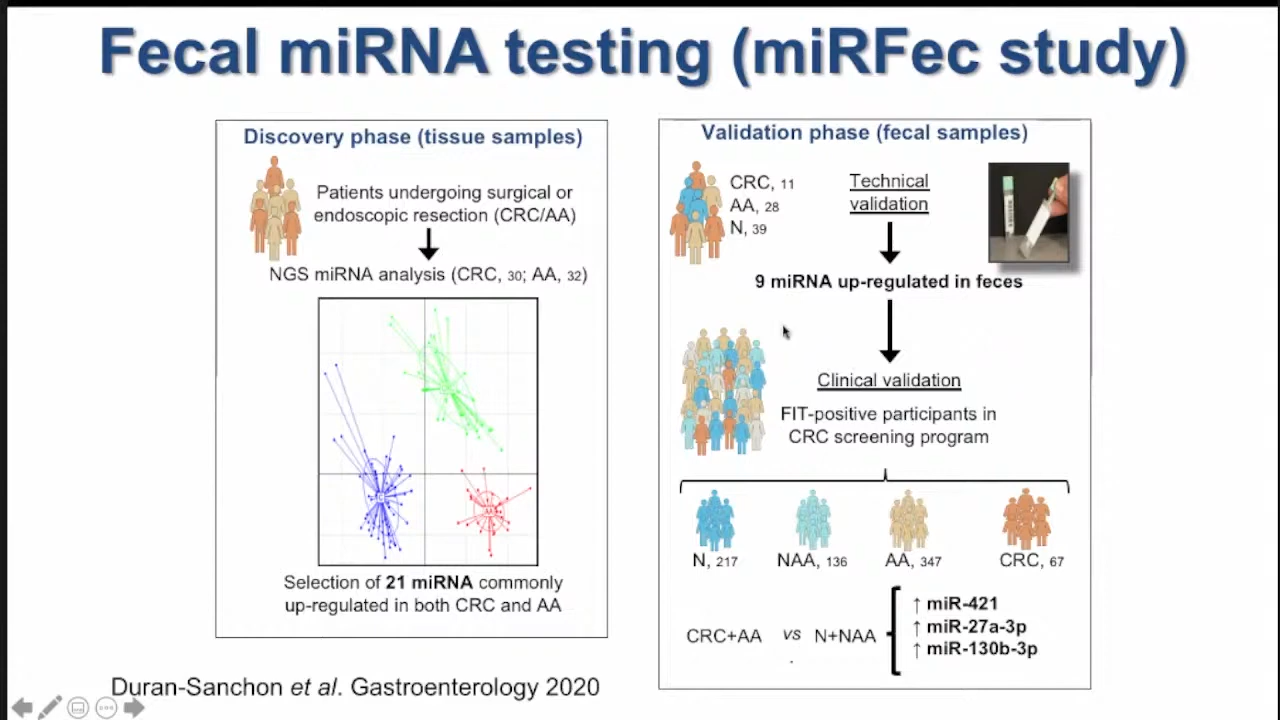 Fecal miRNA testing (miRFec study)
Discovery phase (tissue samples)
Patients undergoing surgical or
endoscopic resection (CRC/AA)
NGS miRNA analysis (CRC, 30; AA, 32)
Selection of 21 miRNA commonly
up-regulated in both CRC and AA
Validation phase (fecal samples)
CRC, 11
AA, 28
N, 39
Technical
validation
9 miRNA up-regulated in feces
Clinical validation
FIT-positive participants in
CRC screening program
N, 217
NAA, 136
AA, 347
CRC, 67
CRC+AA vs N+NAA
.
↑ miR-421
↑ miR-27a-3p
↑ miR-130b-3p
Duran-Sanchon et al. Gastroenterology 2020